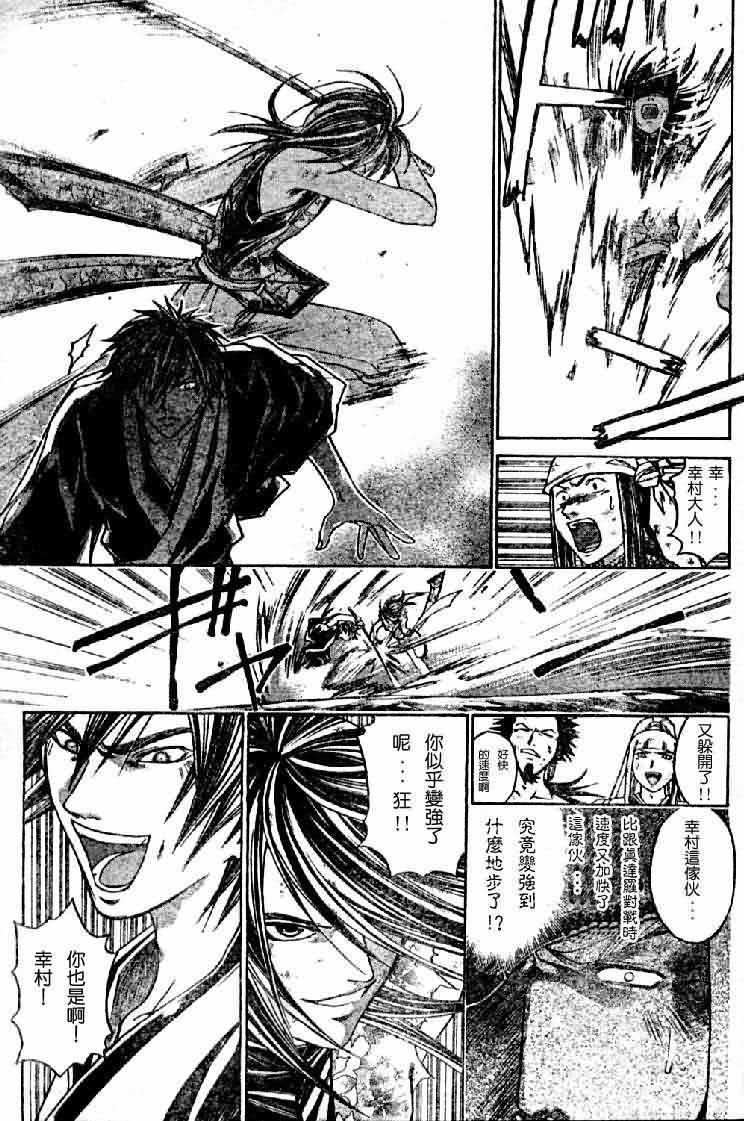 幸…
幸村大人!!
又躲開了!!
好快
的速度啊
幸村這傢伙…
比跟真達羅對戰時
速度又加快了
這傢伙…
究竟變強到
什麼地步了!?
你似乎變強了
呢…狂!!
你也是啊!
幸村!